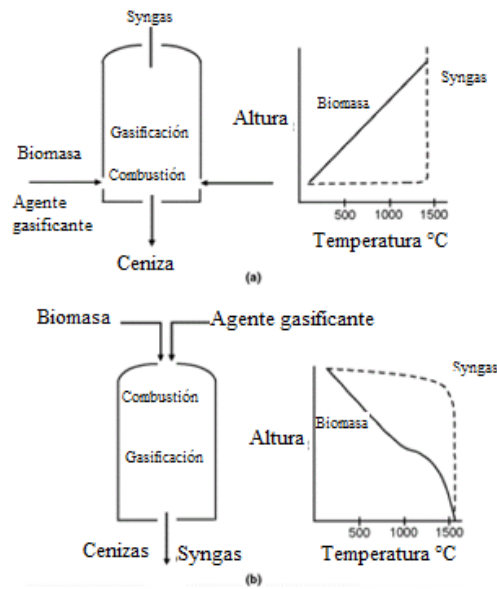 Syngas
Gasificación
Combustión
Biomasa
Agente
gasificante
Ceniza
Altura
Biomasa
Syngas
500 1000 1500
Temperatura °C
(a)
Biomasa
Agente gasificante
Combustión
Gasificación
Cenizas
Syngas
Altura
Biomasa
Syngas
500 1000 1500
Temperatura °C
(b)